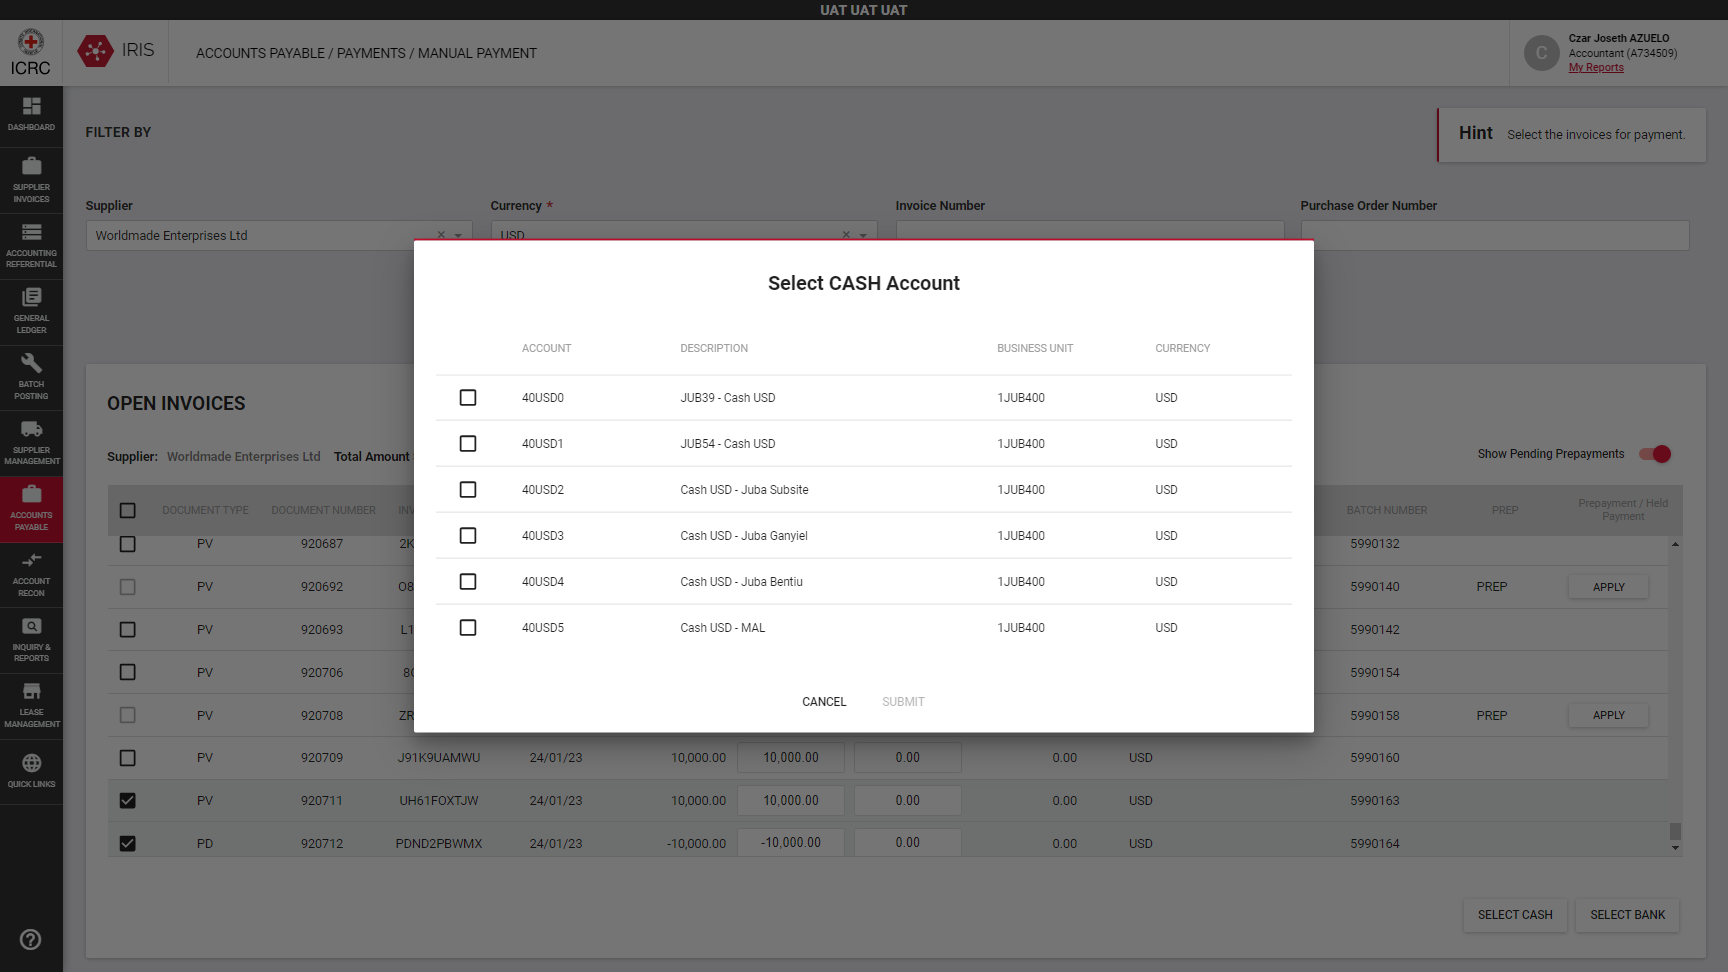 UAT UAT UAT
ICRC
IRIS
ACCOUNTS PAYABLE / PAYMENTS / MANUAL PAYMENT
C
Czar Joseth AZUELO
Accountant (A734509)
My Reports
DASHBOARD
SUPPLIER
INVOICES
ACCOUNTING
REFERENTIAL
GENERAL
LEDGER
BATCH
POSTING
SUPPLIER
MANAGEMENT
ACCOUNTS
PAYABLE
ACCOUNT
RECON
INQUIRY &
REPORTS
LEASE
MANAGEMENT
QUICK LINKS
FILTER BY
Hint Select the invoices for payment.
Supplier Currency * Invoice Number Purchase Order Number
Worldmade Enterprises Ltd × USD ×
Select CASH Account
ACCOUNT DESCRIPTION BUSINESS UNIT CURRENCY
40USD0 JUB39 - Cash USD 1JUB400 USD
40USD1 JUB54 - Cash USD 1JUB400 USD
40USD2 Cash USD - Juba Subsite 1JUB400 USD
40USD3 Cash USD - Juba Ganyiel 1JUB400 USD
40USD4 Cash USD - Juba Bentiu 1JUB400 USD
40USD5 Cash USD - MAL 1JUB400 USD
CANCEL SUBMIT
OPEN INVOICES
Supplier: Worldmade Enterprises Ltd Total Amount
Show Pending Prepayments
DOCUMENT TYPE DOCUMENT NUMBER INV BATCH NUMBER PREP Prepayment / Held
Payment
PV 920687 2K 5990132
PV 920692 O8 5990140 PREP APPLY
PV 920693 L1 5990142
PV 920706 5990154
PV 920708 ZR 5990158 PREP APPLY
PV 920709 J91K9UAMWU 24/01/23 10,000.00 10,000.00 0.00 0.00 USD 5990160
PV 920711 UH61FOXTJW 24/01/23 10,000.00 10,000.00 0.00 0.00 USD 5990163
PD 920712 PDND2PBWMX 24/01/23 -10,000.00 -10,000.00 0.00 0.00 USD 5990164
SELECT CASH SELECT BANK